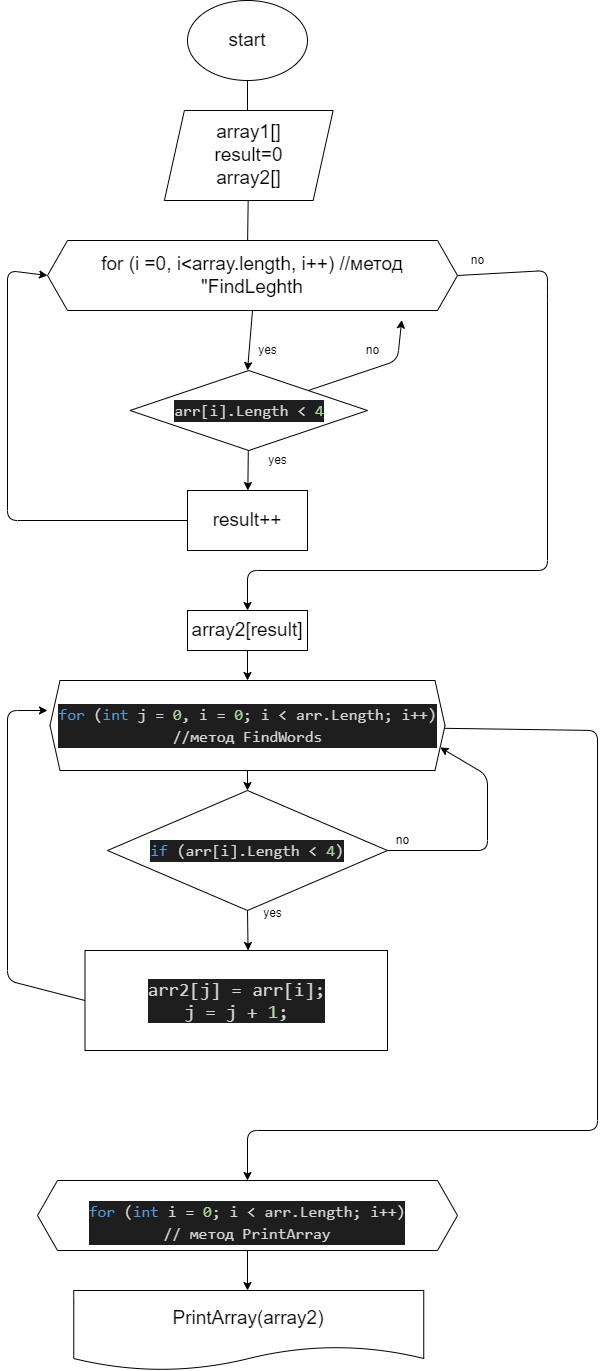 start
array1[]
result=0
array2[]
for (i =0, i<array.length, i++) //метод
"FindLeghth
no
yes
no
arr[i].Length < 4
yes
result++
array2[result]
for (int j = 0, i = 0; i < arr.Length; i++)
//метод FindWords
if (arr[i].Length < 4)
no
yes
arr2[j] = arr[i];
j = j + 1;
for (int i = 0; i < arr.Length; i++)
// метод PrintArray
PrintArray(array2)